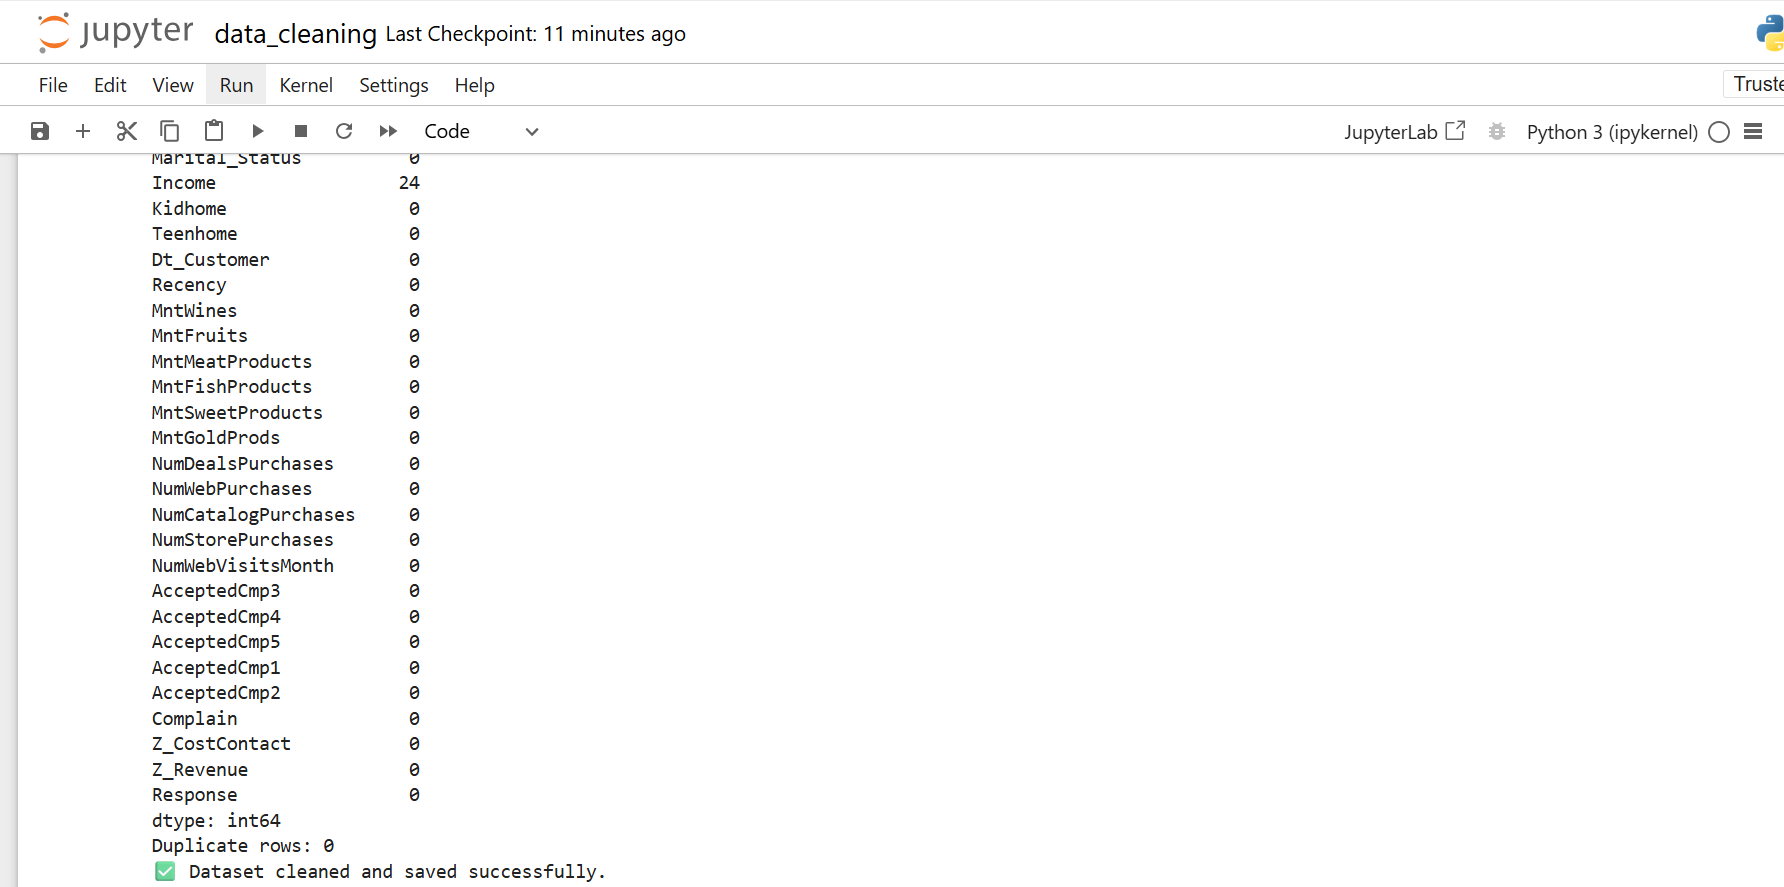 jupyter data_cleaning Last Checkpoint: 11 minutes ago
File Edit View Run Kernel Settings Help Truste
Code JupyterLab Python 3 (ipykernel)
Marital_Status 0
Income 24
Kidhome 0
Teenhome 0
Dt_Customer 0
Recency 0
MntWines 0
MntFruits 0
MntMeatProducts 0
MntFishProducts 0
MntSweetProducts 0
MntGoldProds 0
NumDealsPurchases 0
NumWebPurchases 0
NumCatalogPurchases 0
NumStorePurchases 0
NumWebVisitsMonth 0
AcceptedCmp3 0
AcceptedCmp4 0
AcceptedCmp5 0
AcceptedCmp1 0
AcceptedCmp2 0
Complain 0
Z_CostContact 0
Z_Revenue 0
Response 0
dtype: int64
Duplicate rows: 0
✅ Dataset cleaned and saved successfully.